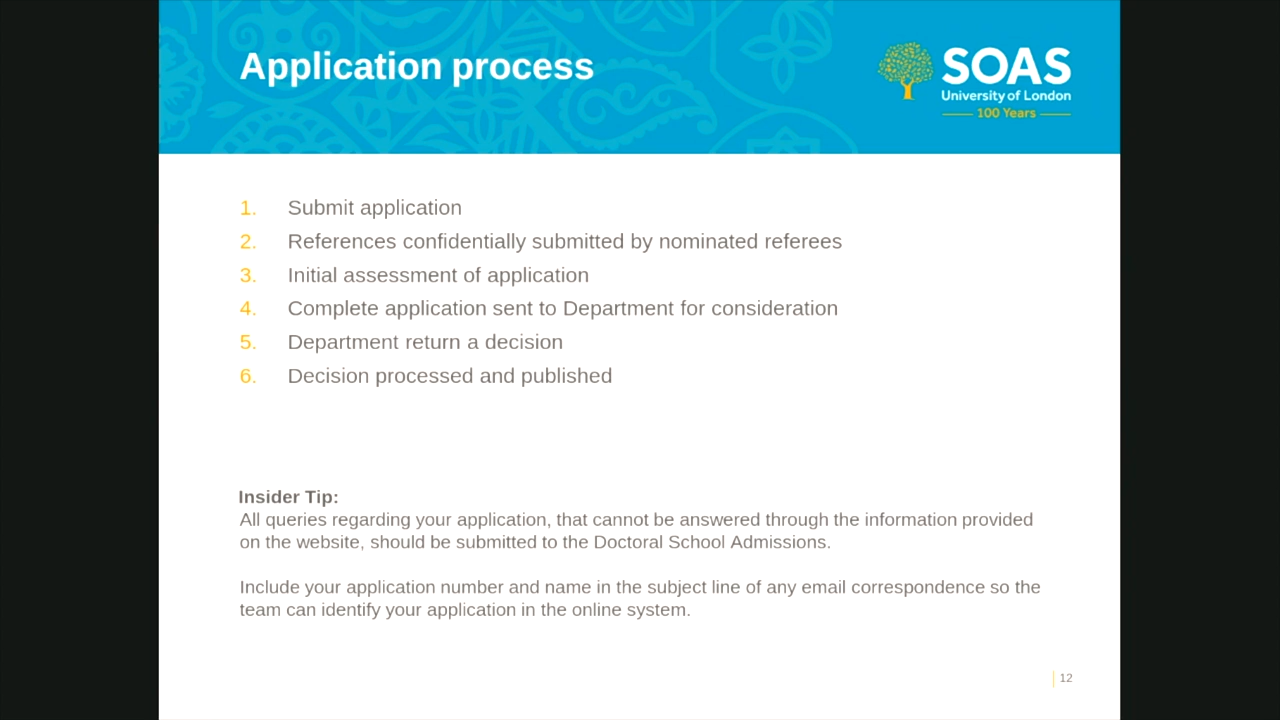 Application process
SOAS
University of London
100 Years
1. Submit application
2. References confidentially submitted by nominated referees
3. Initial assessment of application
4. Complete application sent to Department for consideration
5. Department return a decision
6. Decision processed and published
Insider Tip:
All queries regarding your application, that cannot be answered through the information provided
on the website, should be submitted to the Doctoral School Admissions.
Include your application number and name in the subject line of any email correspondence so the
team can identify your application in the online system.
12